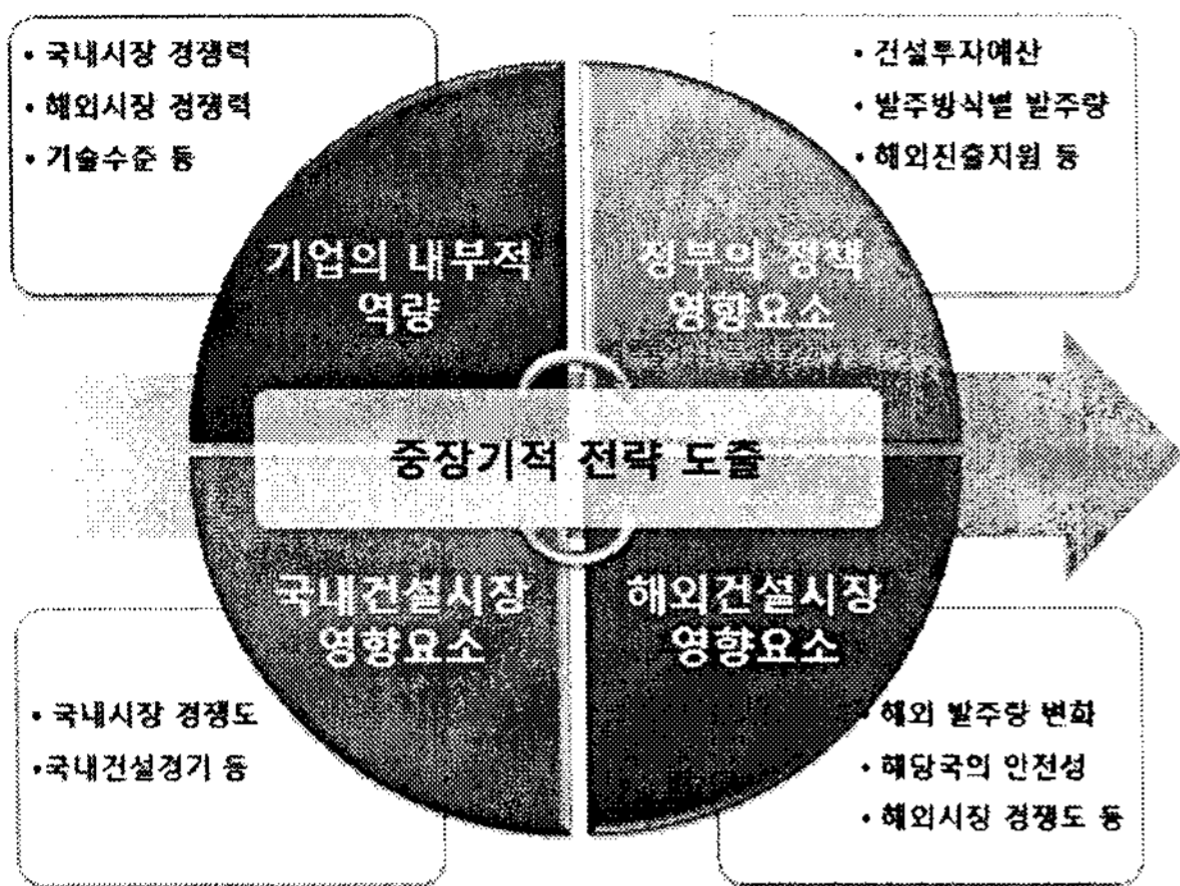 • 국내시장 경쟁력
• 해외시장 경쟁력
• 기술수준 등
• 건설투자예산
• 발주방식별 발주량
• 해외진출지원 등
기업의 내부적
역량
정부의 정책
영향요소
중장기적 전략 도출
국내건설시장
영향요소
해외건설시장
영향요소
• 국내시장 경쟁도
• 국내건설경기 등
• 해외 발주량 변화
• 해당국의 안전성
• 해외시장 경쟁도 등